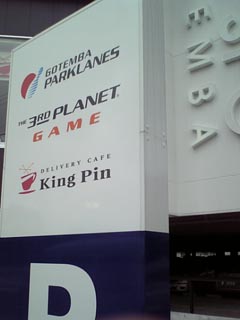 GOTEMBA
PARKLANES
THE 3RD PLANET
GAME
DELIVERY CAFE
King Pin
P
EMBA